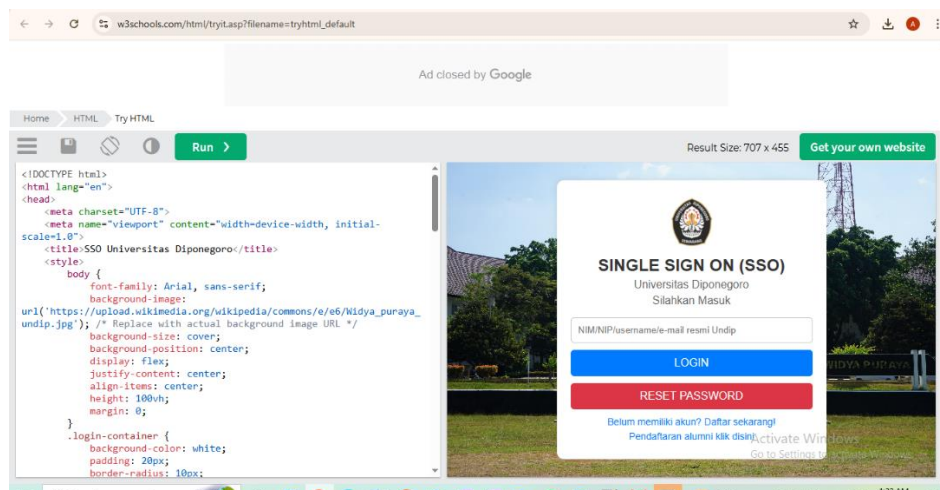 w3schools.com/html/tryit.asp?filename=tryhtml_default
A
Ad closed by Google
Home
HTML
Try HTML
Run ❯
Result Size: 707 x 455
Get your own website
<!DOCTYPE html>
<html lang="en">
<head>
<meta charset="UTF-8">
<meta name="viewport" content="width=device-width, initial-
scale=1.0">
<title>SSO Universitas Diponegoro</title>
<style>
body {
font-family: Arial, sans-serif;
background-image:
url('https://upload.wikimedia.org/wikipedia/commons/e/e6/Widya_puraya_
undip.jpg'); /* Replace with actual background image URL */
background-size: cover;
background-position: center;
display: flex;
justify-content: center;
align-items: center;
height: 100vh;
margin: 0;
}
.login-container {
background-color: white;
padding: 20px;
border-radius: 10px;
SINGLE SIGN ON (SSO)
Universitas Diponegoro
Silahkan Masuk
NIM/NIP/username/e-mail resmi Undip
LOGIN
RESET PASSWORD
Belum memiliki akun? Daftar sekarang!
Pendaftaran alumni klik disini
WIDYA PURAYA
Activate Windows
Go to Settings to activate Windows.